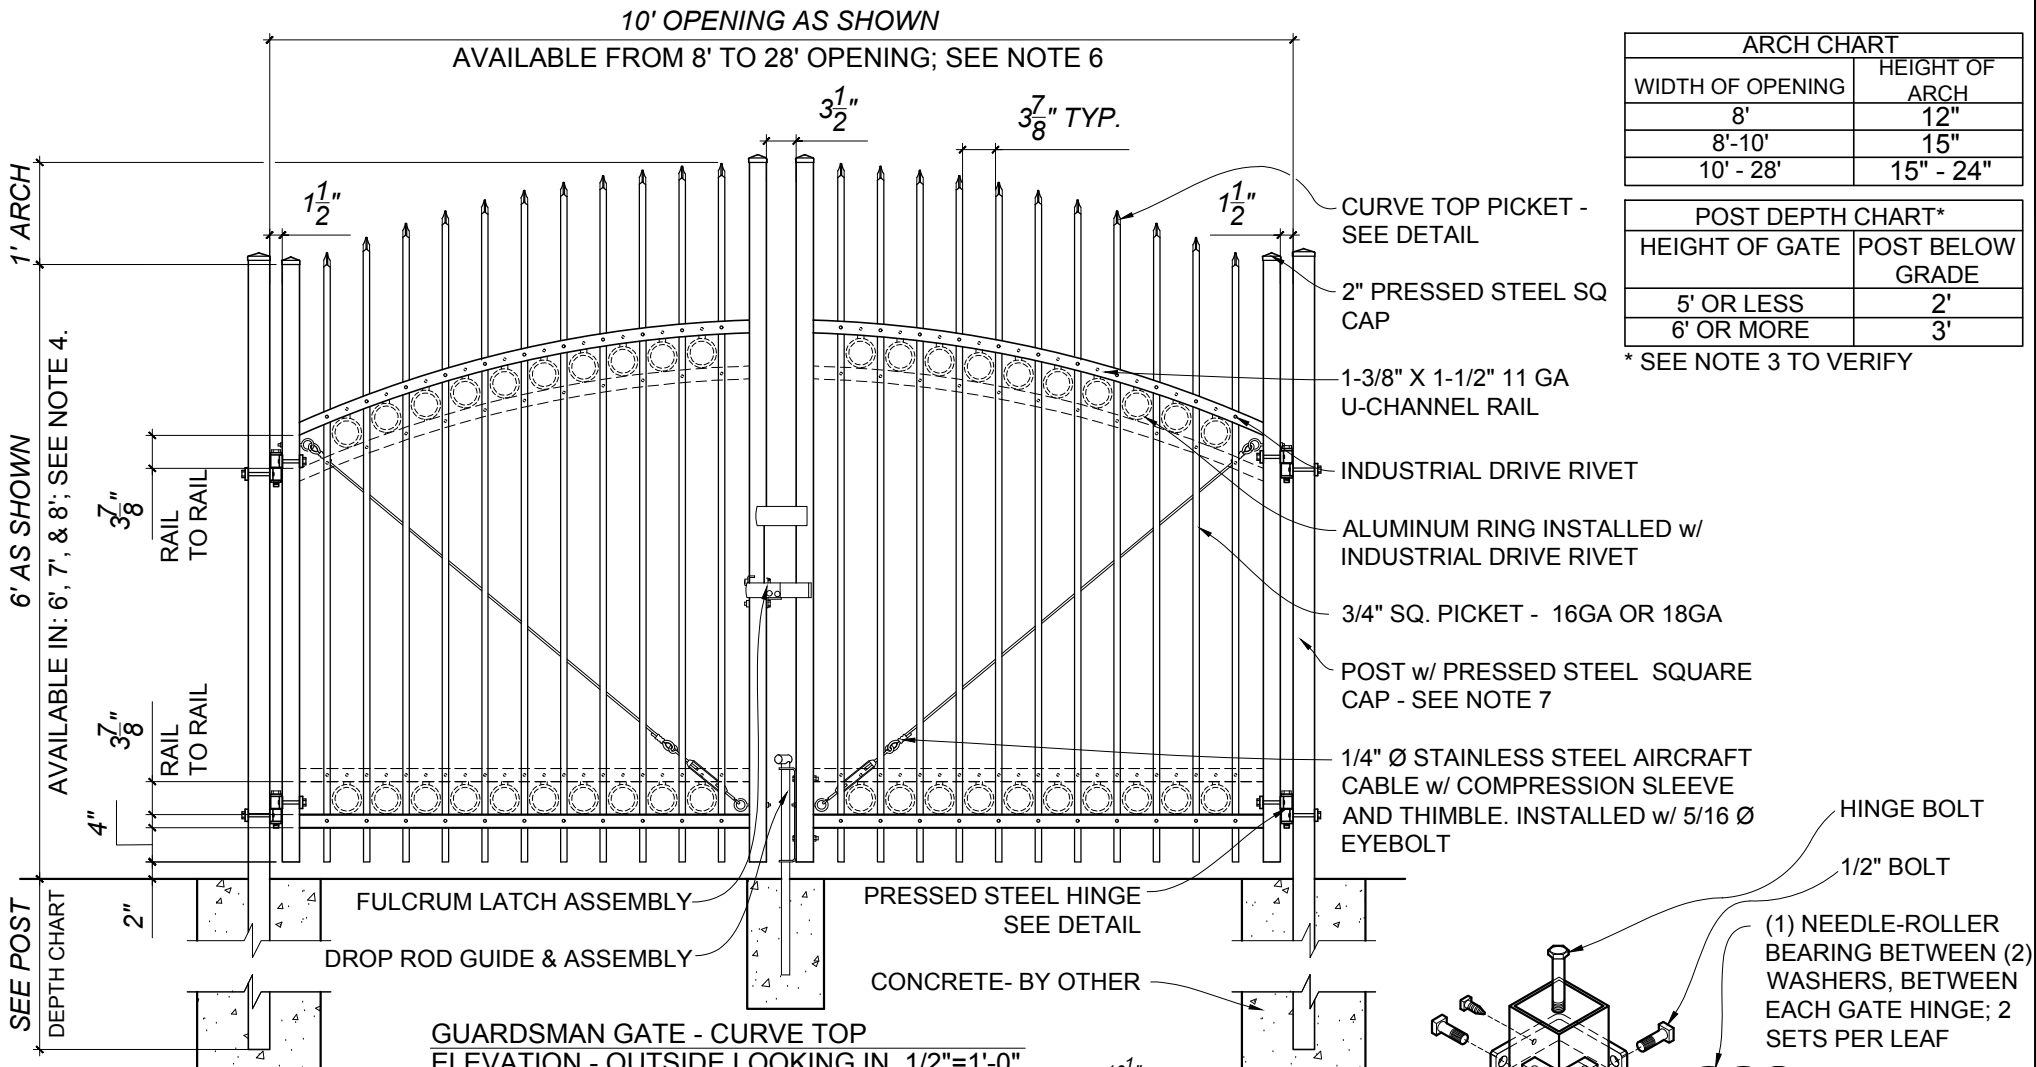 10' OPENING AS SHOWN
AVAILABLE FROM 8' TO 28' OPENING; SEE NOTE 6
3 1/2"
3 7/8" TYP.
1 1/2"
1 1/2"
1' ARCH
6' AS SHOWN
AVAILABLE IN: 6', 7', & 8'; SEE NOTE 4.
3 7/8"
RAIL
TO RAIL
3 7/8"
RAIL
TO RAIL
4"
2"
SEE POST
DEPTH CHART
ARCH CHART
WIDTH OF OPENING HEIGHT OF ARCH
8' 12"
8'-10' 15"
10' - 28' 15" - 24"
POST DEPTH CHART*
HEIGHT OF GATE POST BELOW GRADE
5' OR LESS 2'
6' OR MORE 3'
* SEE NOTE 3 TO VERIFY
CURVE TOP PICKET -
SEE DETAIL
2" PRESSED STEEL SQ
CAP
1-3/8" X 1-1/2" 11 GA
U-CHANNEL RAIL
INDUSTRIAL DRIVE RIVET
ALUMINUM RING INSTALLED w/
INDUSTRIAL DRIVE RIVET
3/4" SQ. PICKET - 16GA OR 18GA
POST w/ PRESSED STEEL SQUARE
CAP - SEE NOTE 7
1/4" Ø STAINLESS STEEL AIRCRAFT
CABLE w/ COMPRESSION SLEEVE
AND THIMBLE. INSTALLED w/ 5/16 Ø
EYEBOLT
FULCRUM LATCH ASSEMBLY
DROP ROD GUIDE & ASSEMBLY
PRESSED STEEL HINGE
SEE DETAIL
CONCRETE- BY OTHER
HINGE BOLT
1/2" BOLT
(1) NEEDLE-ROLLER
BEARING BETWEEN (2)
WASHERS, BETWEEN
EACH GATE HINGE; 2
SETS PER LEAF
GUARDSMAN GATE - CURVE TOP
ELEVATION - OUTSIDE LOOKING IN 1/2"=1'-0"